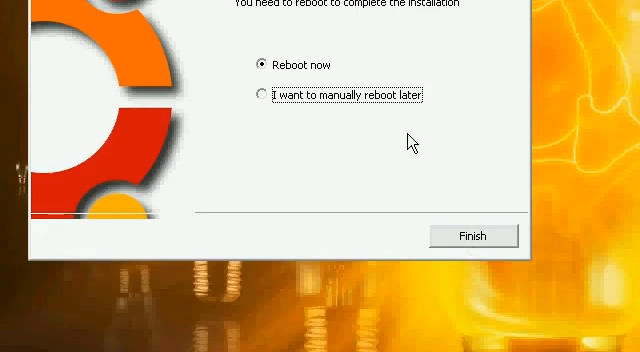 You need to reboot to complete the installation
Reboot now
I want to manually reboot later
Finish